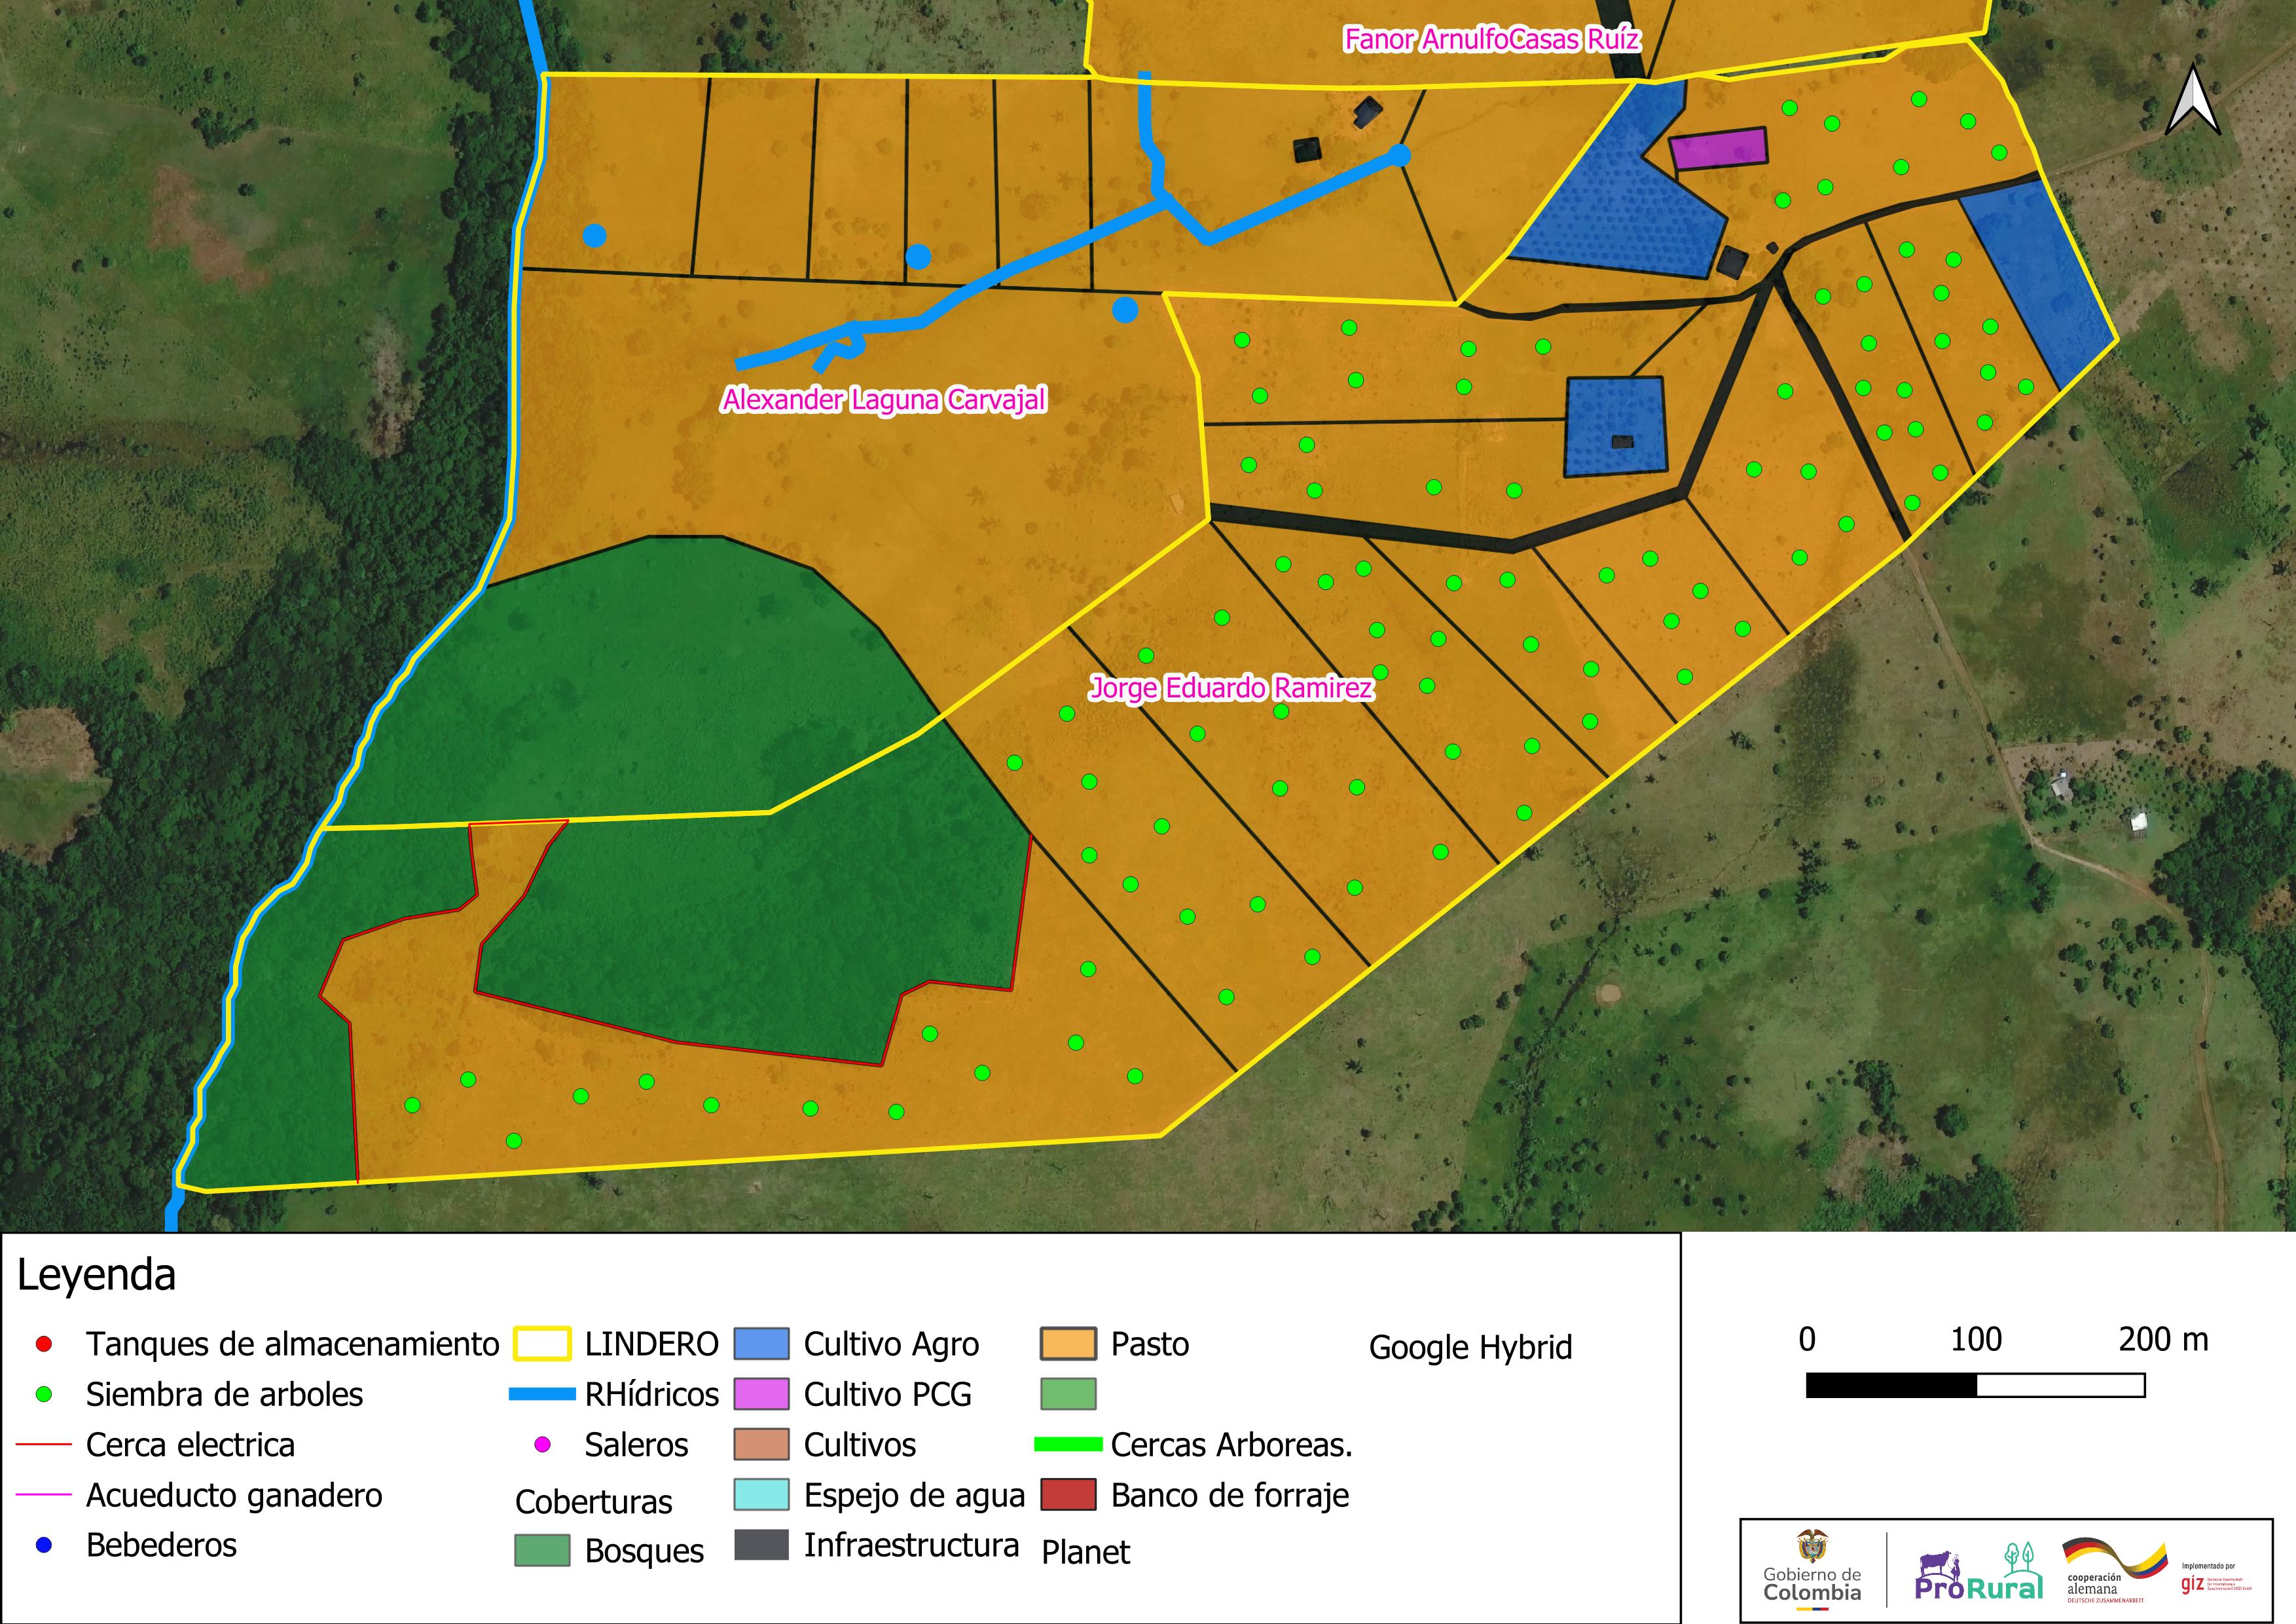 Fanor ArnulfoCasas Ruíz
Alexander Laguna Carvajal
Jorge Eduardo Ramirez
Leyenda
Tanques de almacenamiento
Siembra de arboles
Cerca electrica
Acueducto ganadero
Bebederos
LINDERO
RHídricos
Saleros
Coberturas
Bosques
Cultivo Agro
Cultivo PCG
Cultivos
Espejo de agua
Infraestructura
Pasto
Cercas Arboreas.
Banco de forraje
Planet
Google Hybrid
0 100 200 m
Gobierno de
Colombia
ProRural
cooperación
alemana
DEUTSCHE ZUSAMMENARBEIT
Implementado por
giz